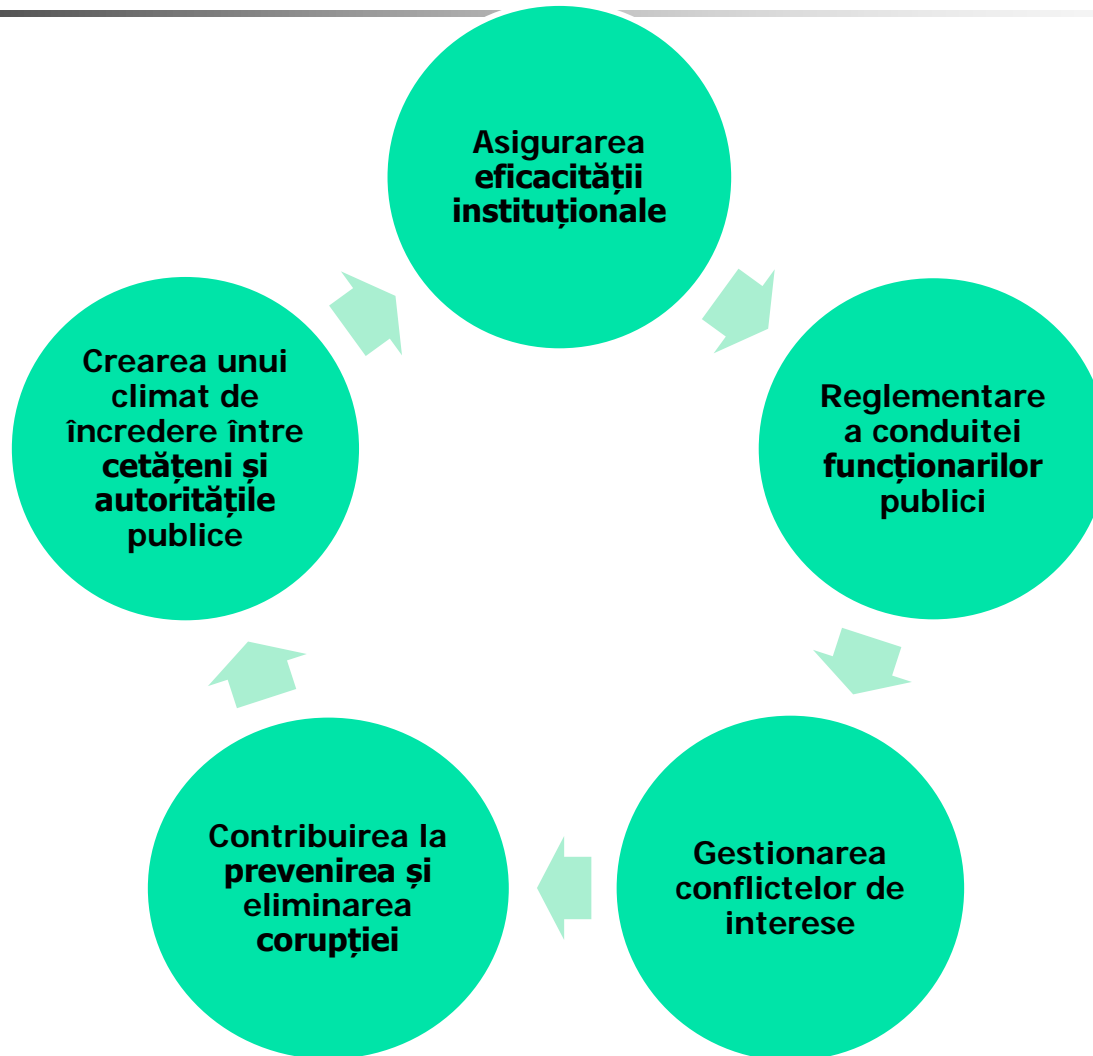 Asigurarea
eficacității
instituționale
Reglementare
a conduitei
funcționarilor
publici
Gestionarea
conflictelor de
interese
Contribuirea la
prevenirea și
eliminarea
corupției
Crearea unui
climat de
încredere între
cetățeni și
autoritățile
publice